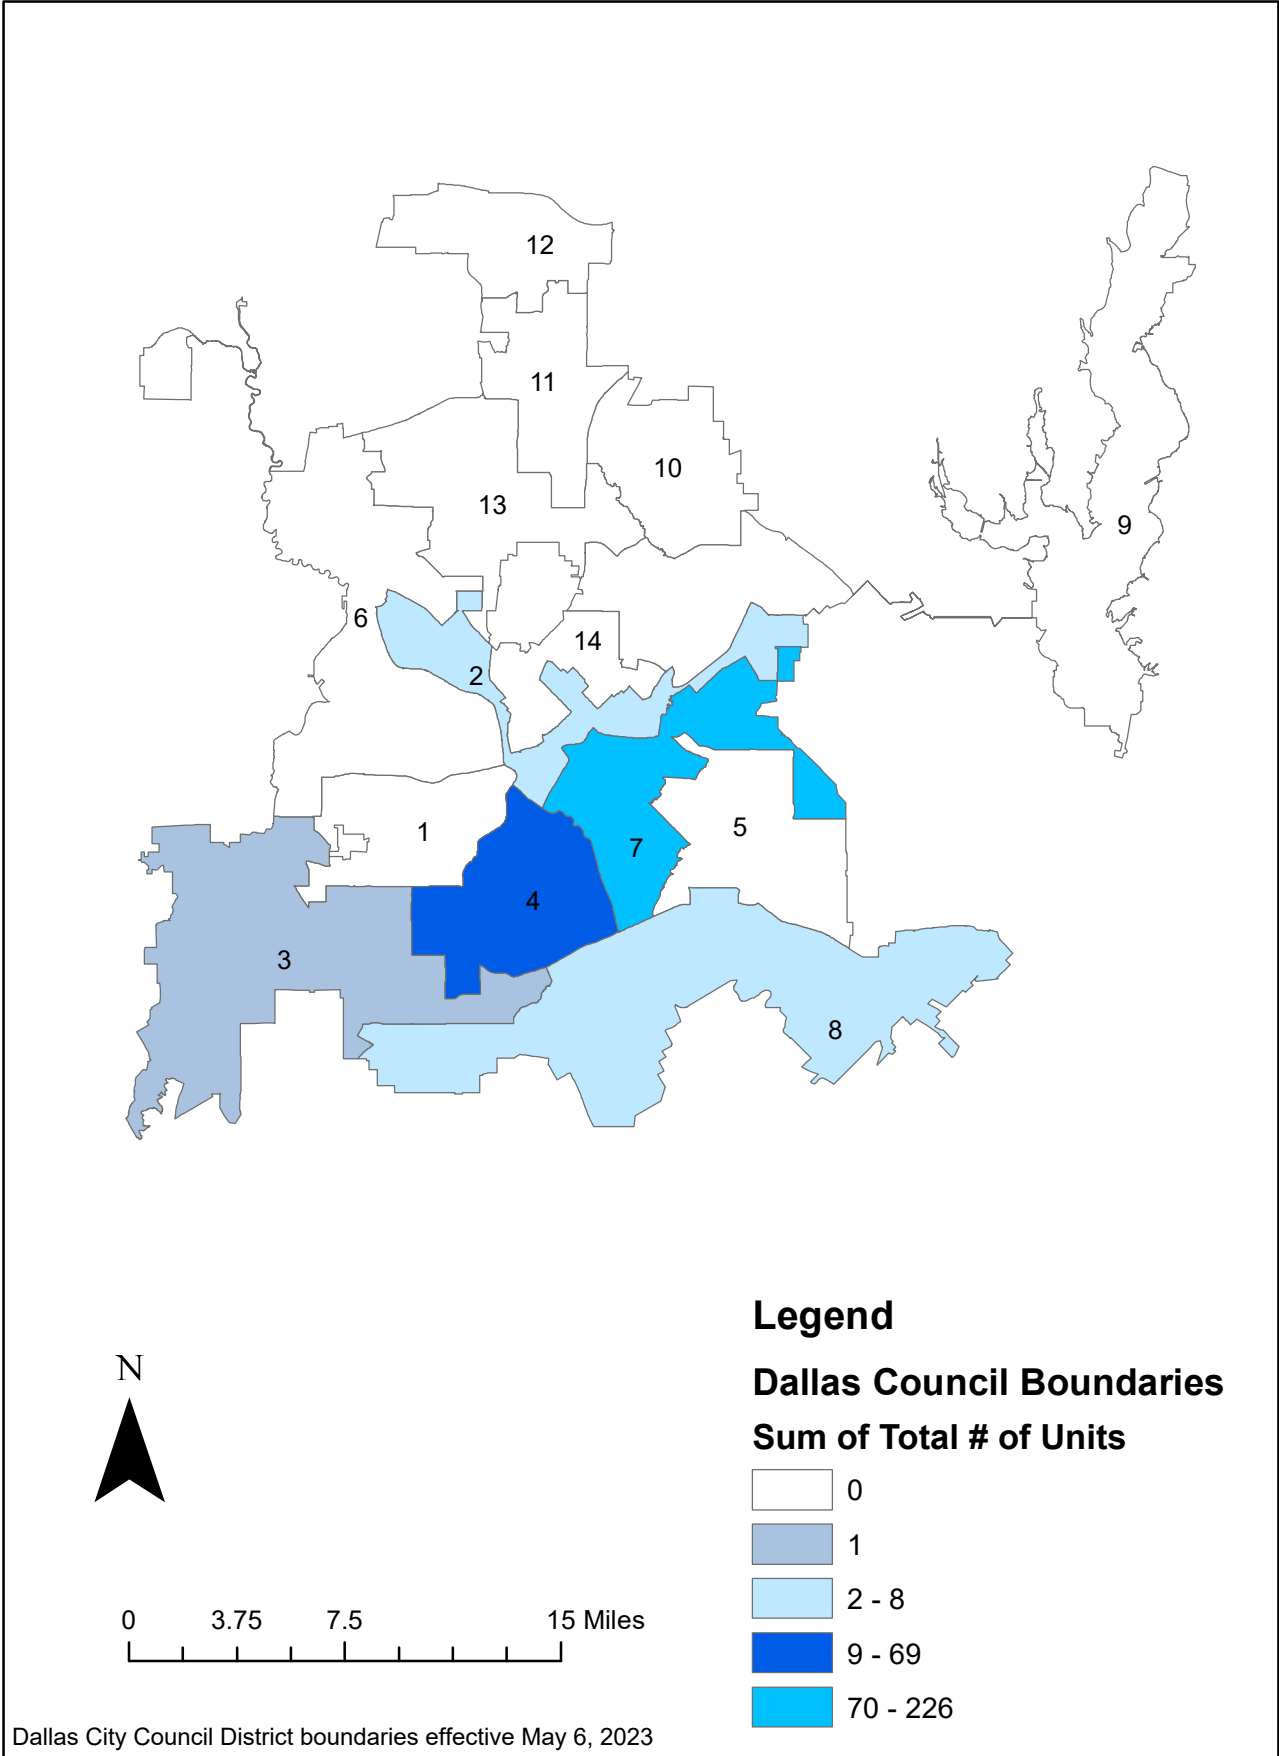 12
11
10
13
9
6
14
2
1
5
7
4
3
8
Legend
Dallas Council Boundaries
Sum of Total # of Units
0
1
2 - 8
9 - 69
70 - 226
N
0 3.75 7.5 15 Miles
Dallas City Council District boundaries effective May 6, 2023